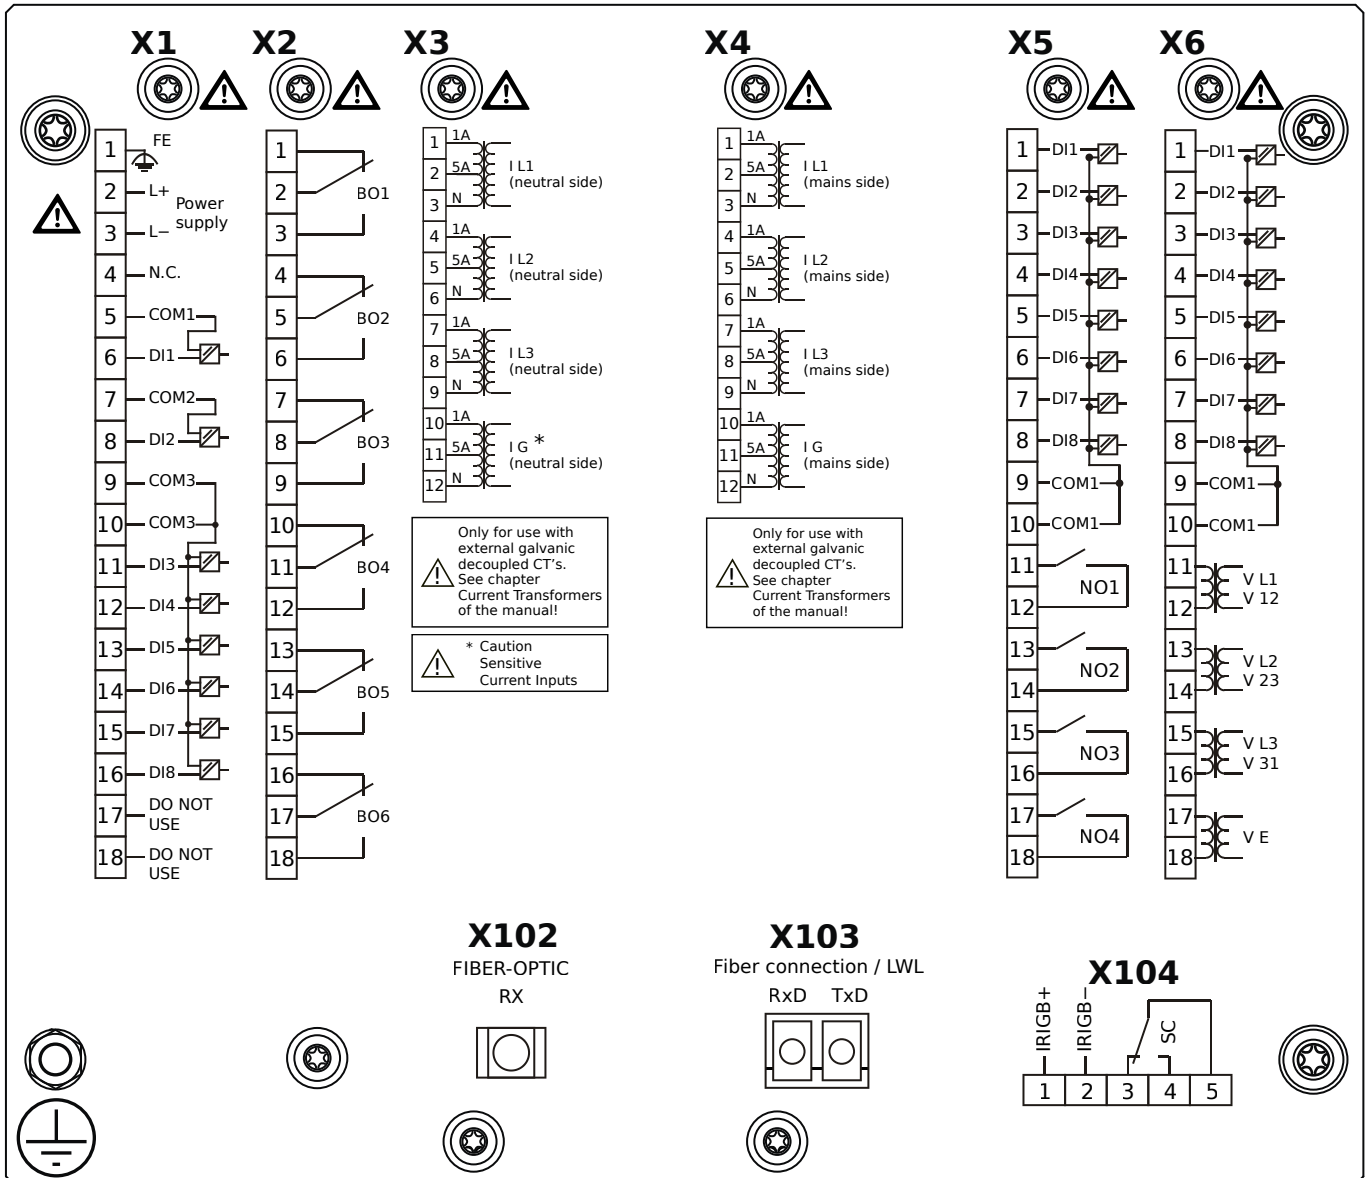 X1
1
FE
2
L+
Power
supply
3
L−
4
N.C.
5
COM1
6
DI1
7
COM2
8
DI2
9
COM3
10
COM3
11
DI3
12
DI4
13
DI5
14
DI6
15
DI7
16
DI8
17
DO NOT
USE
18
DO NOT
USE
X2
1
2
BO1
3
4
5
BO2
6
7
8
BO3
9
10
11
BO4
12
13
14
BO5
15
16
17
BO6
18
X3
1
1A
2
5A
I L1
(neutral side)
3
N
4
1A
5
5A
I L2
(neutral side)
6
N
7
1A
8
5A
I L3
(neutral side)
9
N
10
1A
11
5A
I G *
(neutral side)
12
N
Only for use with
external galvanic
decoupled CT's.
See chapter
Current Transformers
of the manual!
* Caution
Sensitive
Current Inputs
X4
1
1A
2
5A
I L1
(mains side)
3
N
4
1A
5
5A
I L2
(mains side)
6
N
7
1A
8
5A
I L3
(mains side)
9
N
10
1A
11
5A
I G
(mains side)
12
N
Only for use with
external galvanic
decoupled CT's.
See chapter
Current Transformers
of the manual!
X5
1
DI1
2
DI2
3
DI3
4
DI4
5
DI5
6
DI6
7
DI7
8
DI8
9
COM1
10
COM1
11
NO1
12
13
NO2
14
15
NO3
16
17
NO4
18
X6
1
DI1
2
DI2
3
DI3
4
DI4
5
DI5
6
DI6
7
DI7
8
DI8
9
COM1
10
COM1
11
V L1
V 12
12
13
V L2
V 23
14
15
V L3
V 31
16
17
V E
18
X102
FIBER-OPTIC
RX
X103
Fiber connection / LWL
RxD TxD
X104
IRIGB+
IRIGB−
SC
1 2 3 4 5